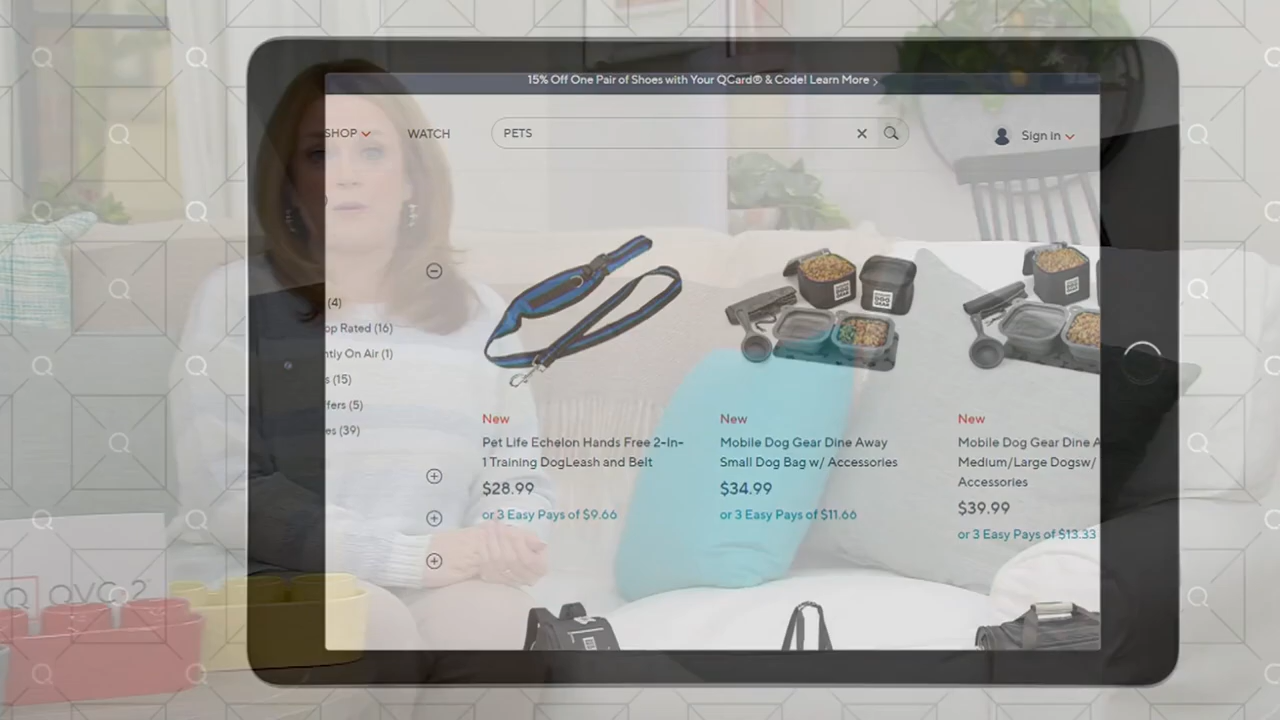 15% Off One Pair of Shoes with Your QCard® & Code! Learn More >
SHOP
WATCH
PETS
Sign In
(4)
op Rated (16)
ntly On Air (1)
s (15)
ffers (5)
es (39)
New
Pet Life Echelon Hands Free 2-In-
1 Training DogLeash and Belt
$28.99
or 3 Easy Pays of $9.66
New
Mobile Dog Gear Dine Away
Small Dog Bag w/ Accessories
$34.99
or 3 Easy Pays of $11.66
New
Mobile Dog Gear Dine A
Medium/Large Dogsw/
Accessories
$39.99
or 3 Easy Pays of $13.33
Q QVC 2